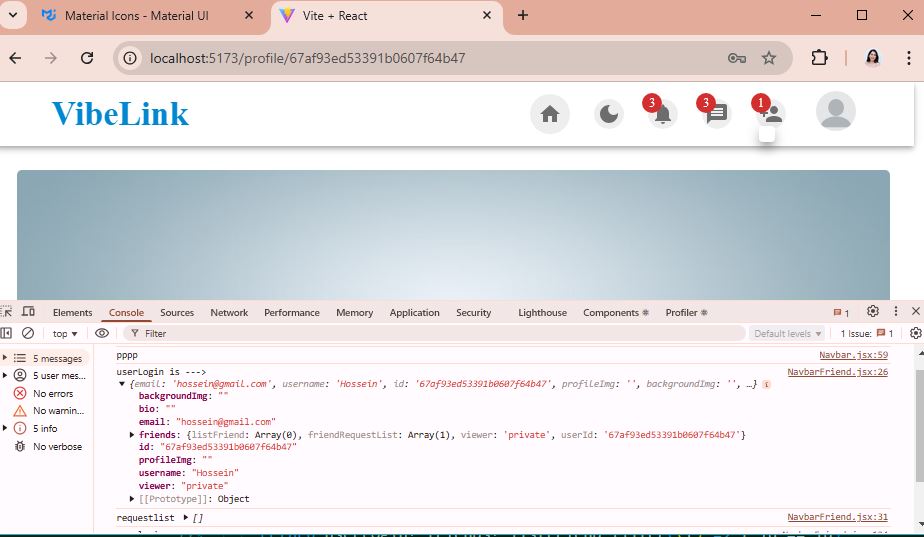 Material Icons - Material UI
Vite + React
localhost:5173/profile/67af93ed53391b0607f64b47
VibeLink
3
3
1
Elements Console Sources Network Performance Memory Application Security Lighthouse Components Profiler 1
top Filter Default levels 1 Issue: 1
5 messages
5 user mes...
No errors
No warnin...
5 info
No verbose
pppp Navbar.jsx:59
userLogin is ---> NavbarFriend.jsx:26
{email: 'hossein@gmail.com', username: 'Hossein', id: '67af93ed53391b0607f64b47', profileImg: '', backgroundImg: '', …}
backgroundImg: ""
bio: ""
email: "hossein@gmail.com"
friends: {listFriend: Array(0), friendRequestList: Array(1), viewer: 'private', userId: '67af93ed53391b0607f64b47'}
id: "67af93ed53391b0607f64b47"
profileImg: ""
username: "Hossein"
viewer: "private"
[[Prototype]]: Object
requestlist [] NavbarFriend.jsx:31